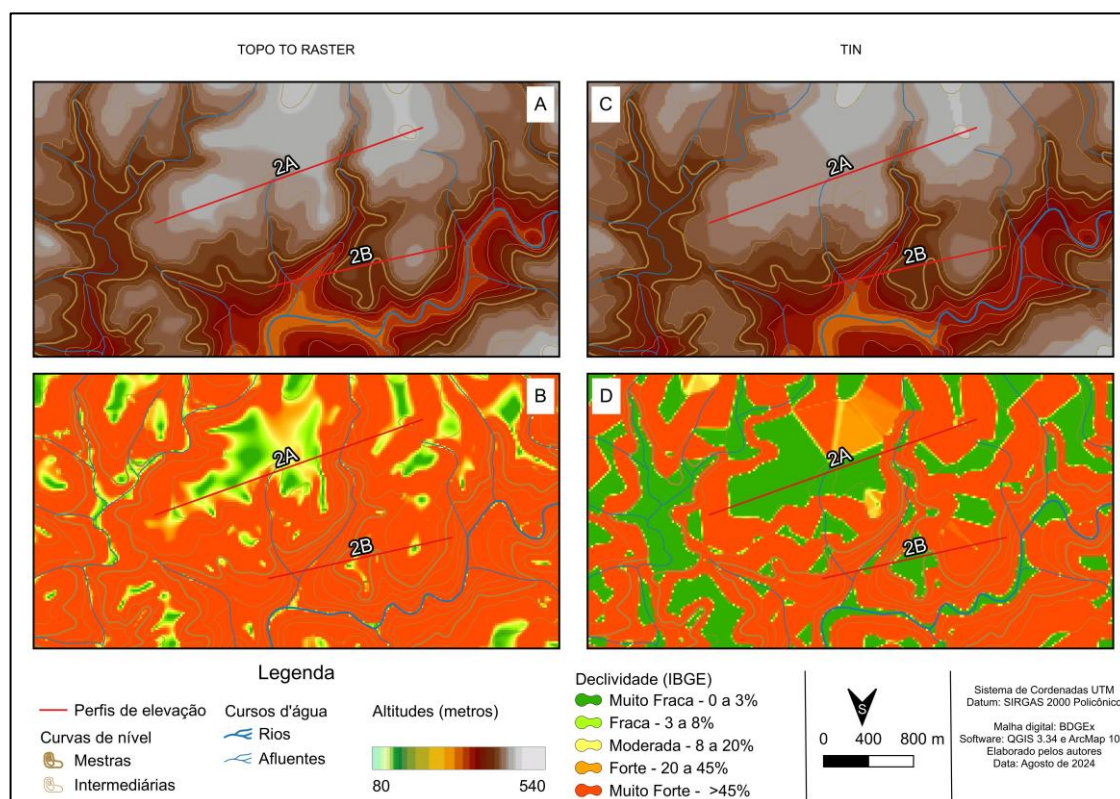 TOPO TO RASTER
TIN
A
2A
2B
C
2A
2B
B
2A
2B
D
2A
2B
Legenda
Perfis de elevação
Curvas de nível
Mestras
Intermediárias
Cursos d'água
Rios
Afluentes
Altitudes (metros)
80 540
Declividade (IBGE)
Muito Fraca - 0 a 3%
Fraca - 3 a 8%
Moderada - 8 a 20%
Forte - 20 a 45%
Muito Forte - >45%
S
0 400 800 m
Sistema de Cordenadas UTM
Datum: SIRGAS 2000 Policônico
Malha digital: BDGEx
Software: QGIS 3.34 e ArcMap 10
Elaborado pelos autores
Data: Agosto de 2024